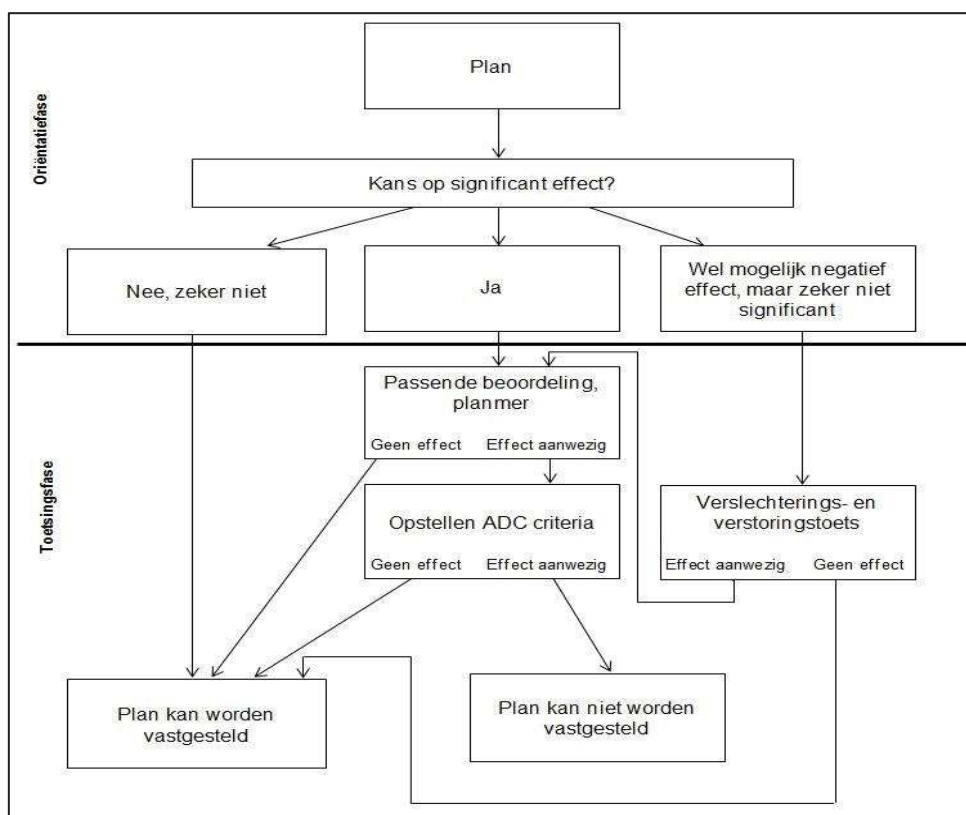 Oriëntatiefase
Plan
Kans op significant effect?
Nee, zeker niet
Ja
Wel mogelijk negatief
effect, maar zeker niet
significant
Toetsingsfase
Passende beoordeling,
planmer
Geen effect Effect aanwezig
Opstellen ADC criteria
Geen effect Effect aanwezig
Verslechterings- en
verstoringstoets
Effect aanwezig Geen effect
Plan kan worden
vastgesteld
Plan kan niet worden
vastgesteld